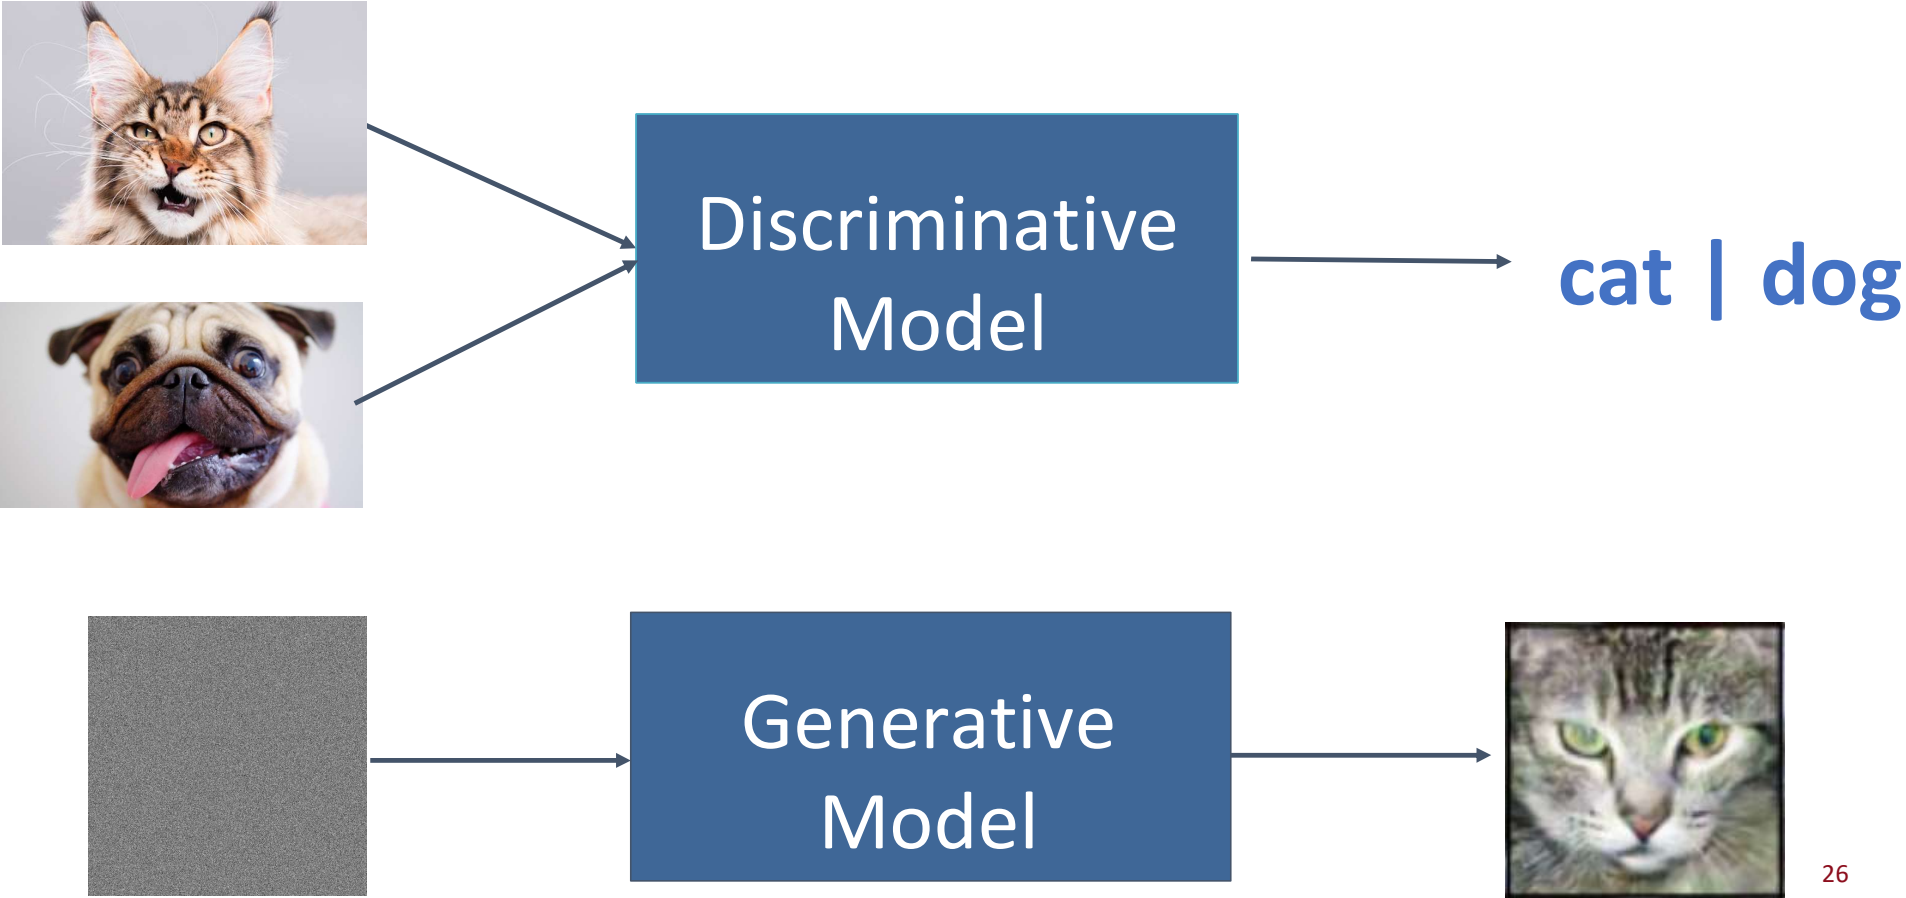 Discriminative
Model
cat | dog
Generative
Model
26